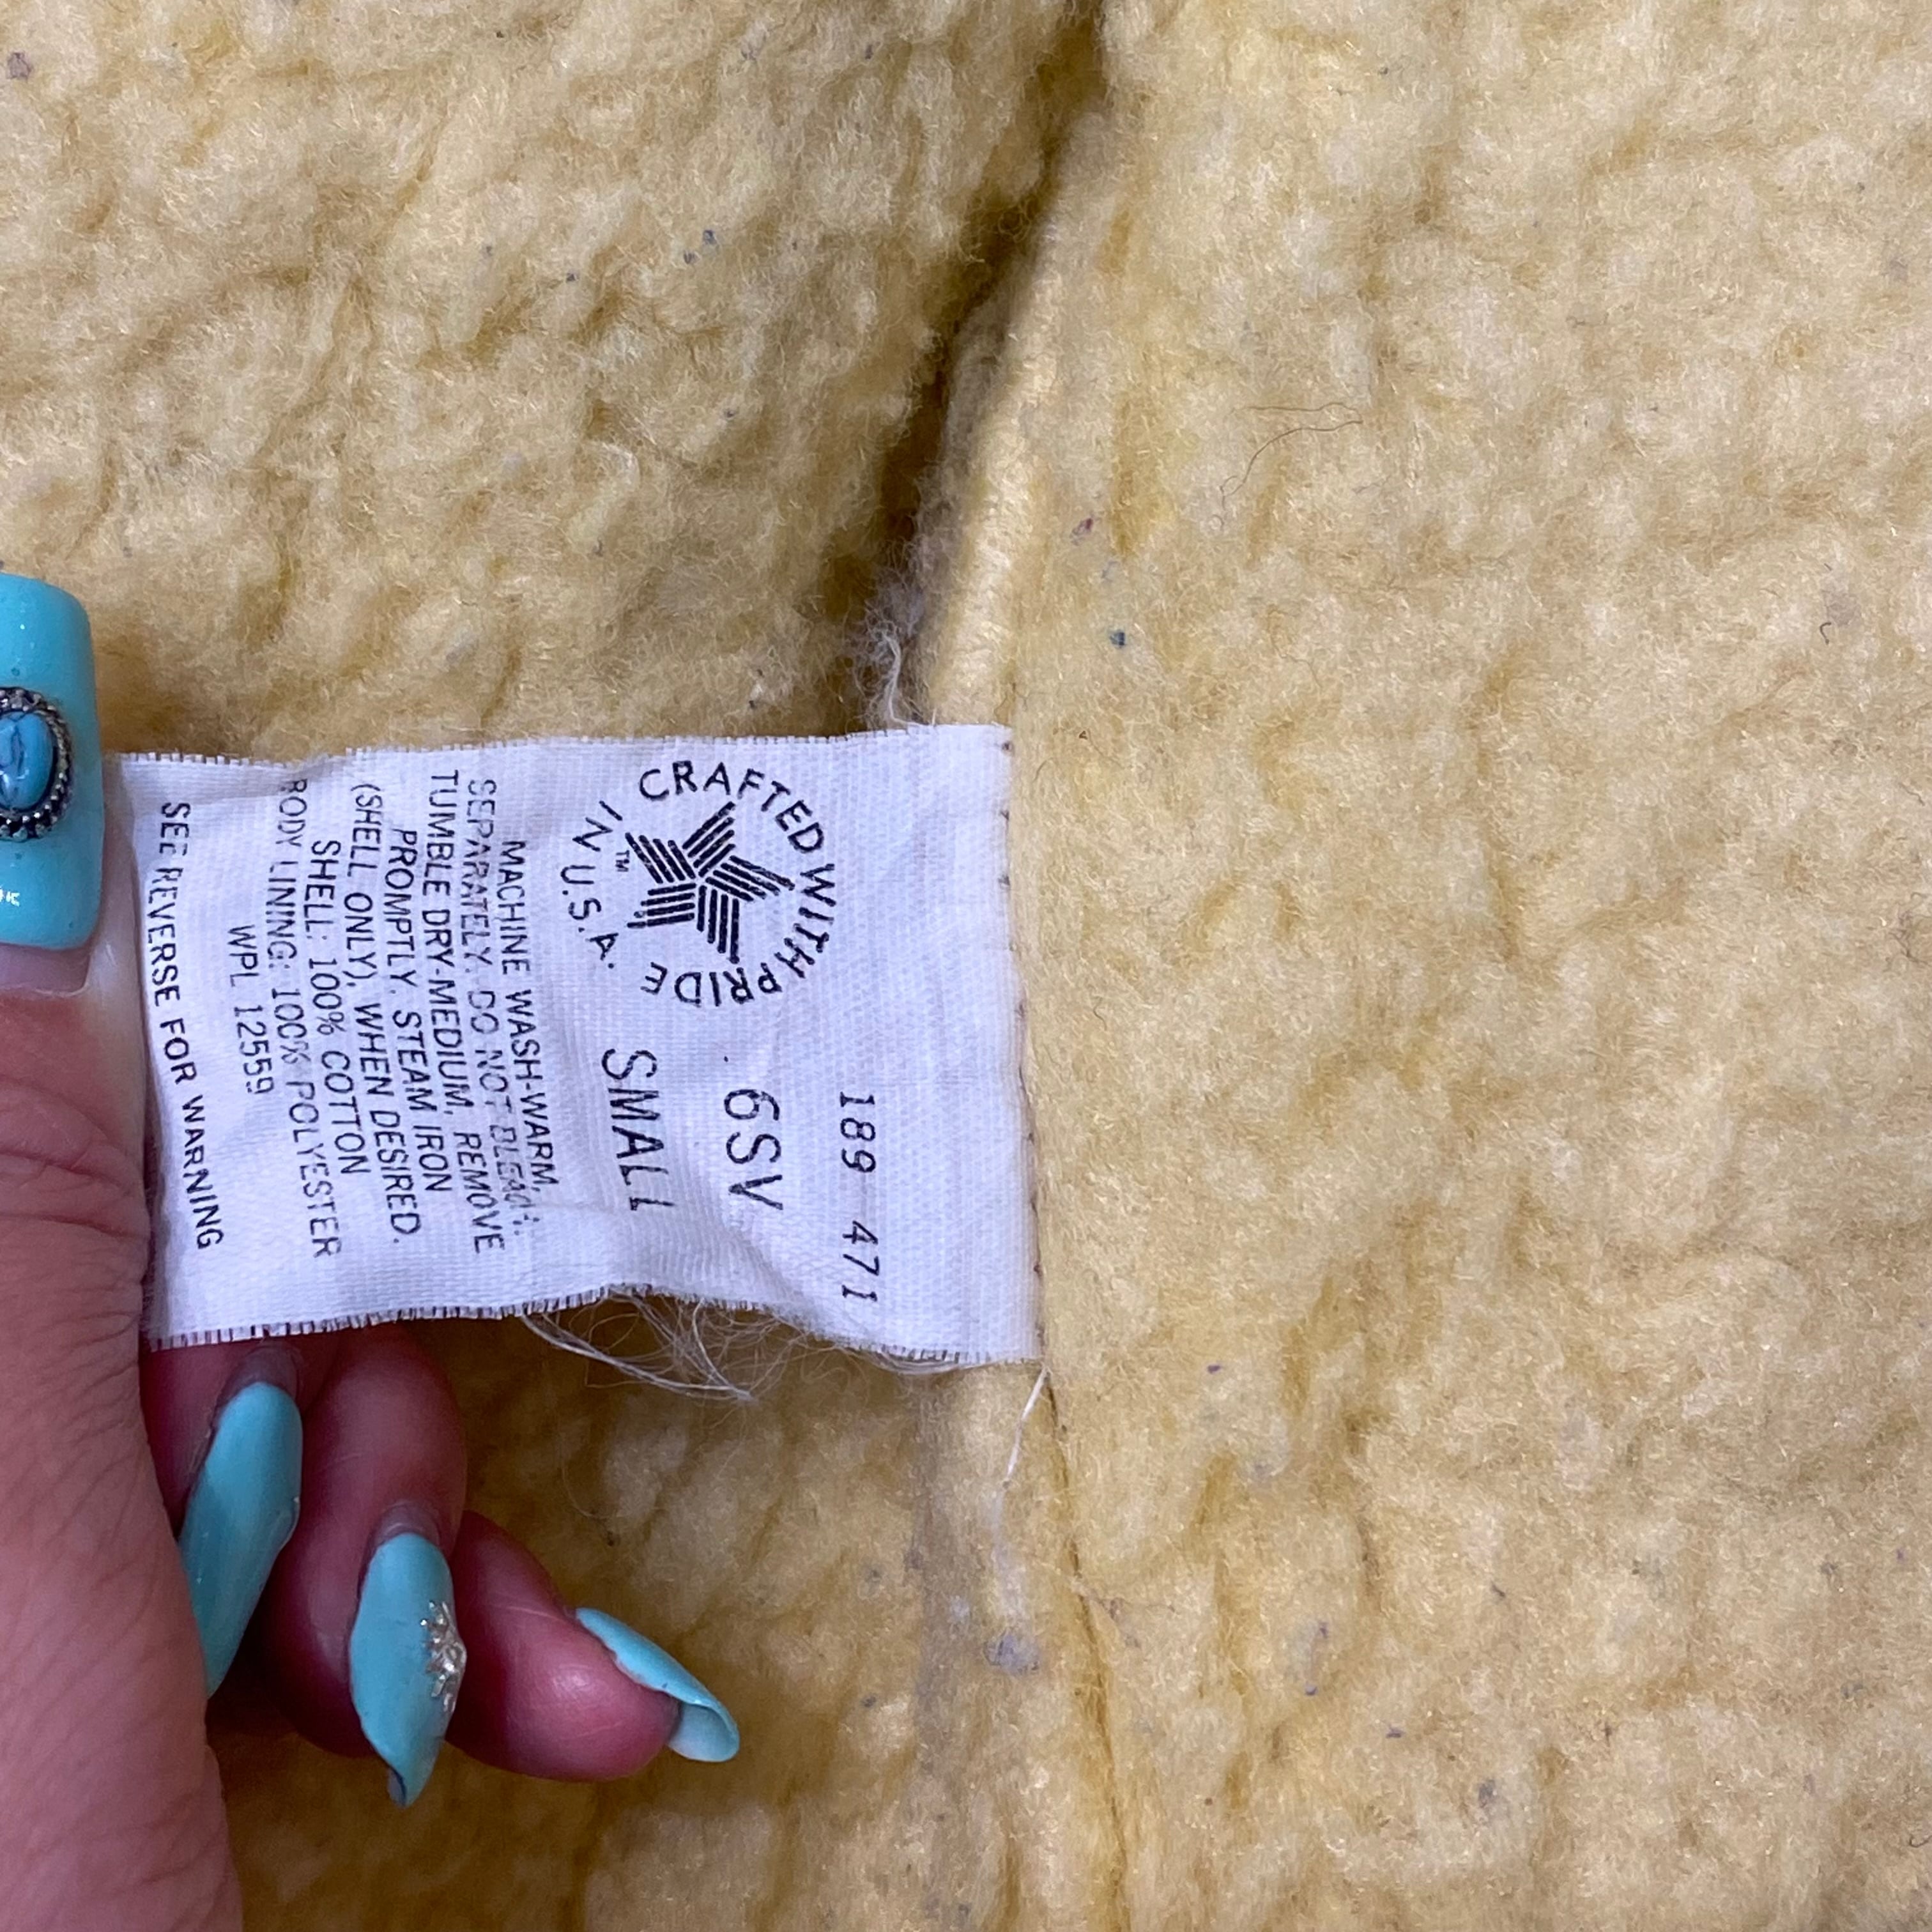 189 471
6SV
SMALL
CRAFTED WITH PRIDE
IN U.S.A.
TM
MACHINE WASH-WARM,
SEPARATELY. DO NOT BLEACH.
TUMBLE DRY-MEDIUM, REMOVE
PROMPTLY. STEAM IRON
(SHELL ONLY), WHEN DESIRED.
SHELL: 100% COTTON
BODY LINING: 100% POLYESTER
WPL 12559
SEE REVERSE FOR WARNING